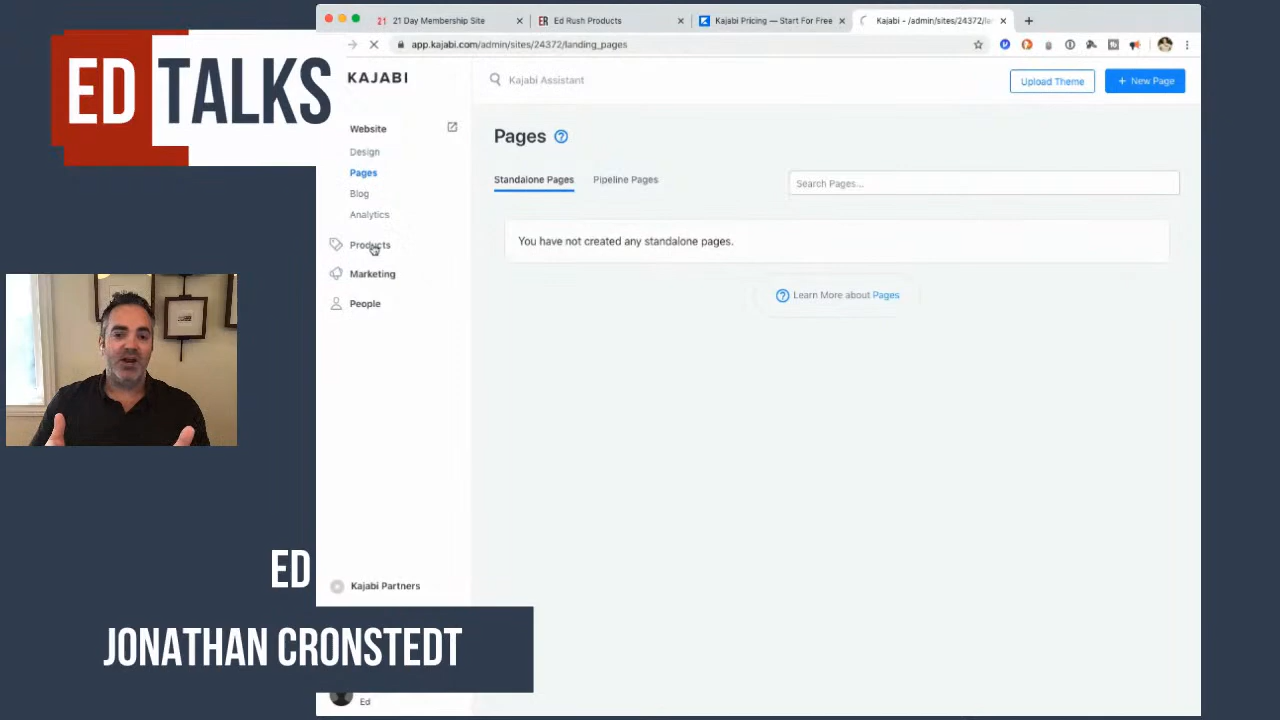 ED TALKS
21 21 Day Membership Site
ER Ed Rush Products
Kajabi Pricing — Start For Free
Kajabi - /admin/sites/24372/la
app.kajabi.com/admin/sites/24372/landing_pages
KAJABI
Kajabi Assistant
Upload Theme
+ New Page
Website
Design
Pages
Blog
Analytics
Products
Marketing
People
Pages
Standalone Pages
Pipeline Pages
Search Pages...
You have not created any standalone pages.
Learn More about Pages
Kajabi Partners
ED
JONATHAN CRONSTEDT
Ed